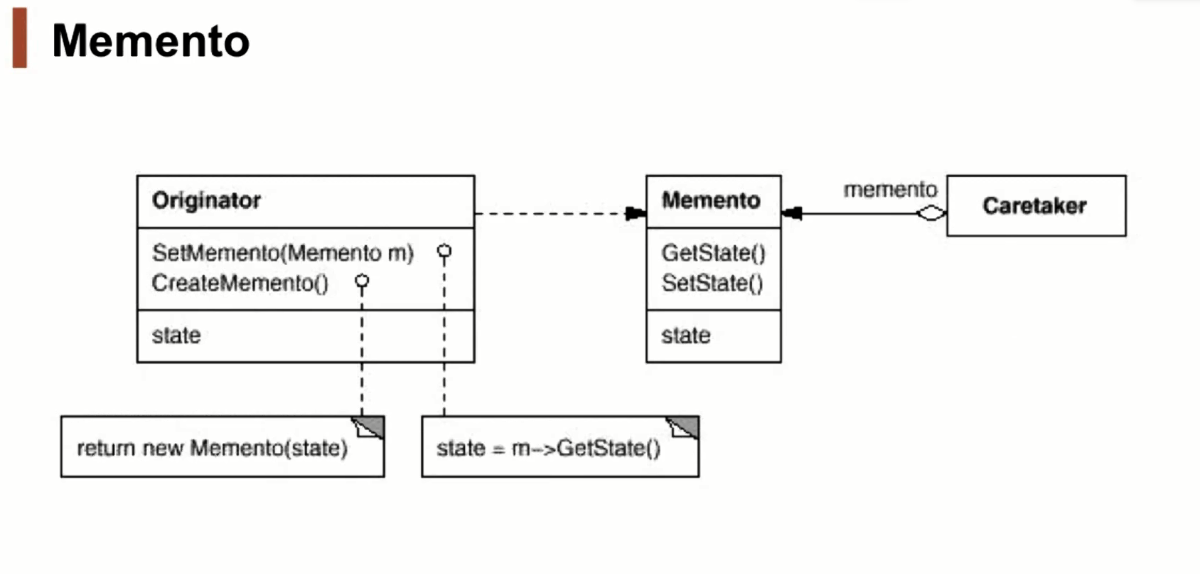 Memento
Originator
SetMemento(Memento m)
CreateMemento()
state
Memento
GetState()
SetState()
state
memento
Caretaker
return new Memento(state)
state = m->GetState()